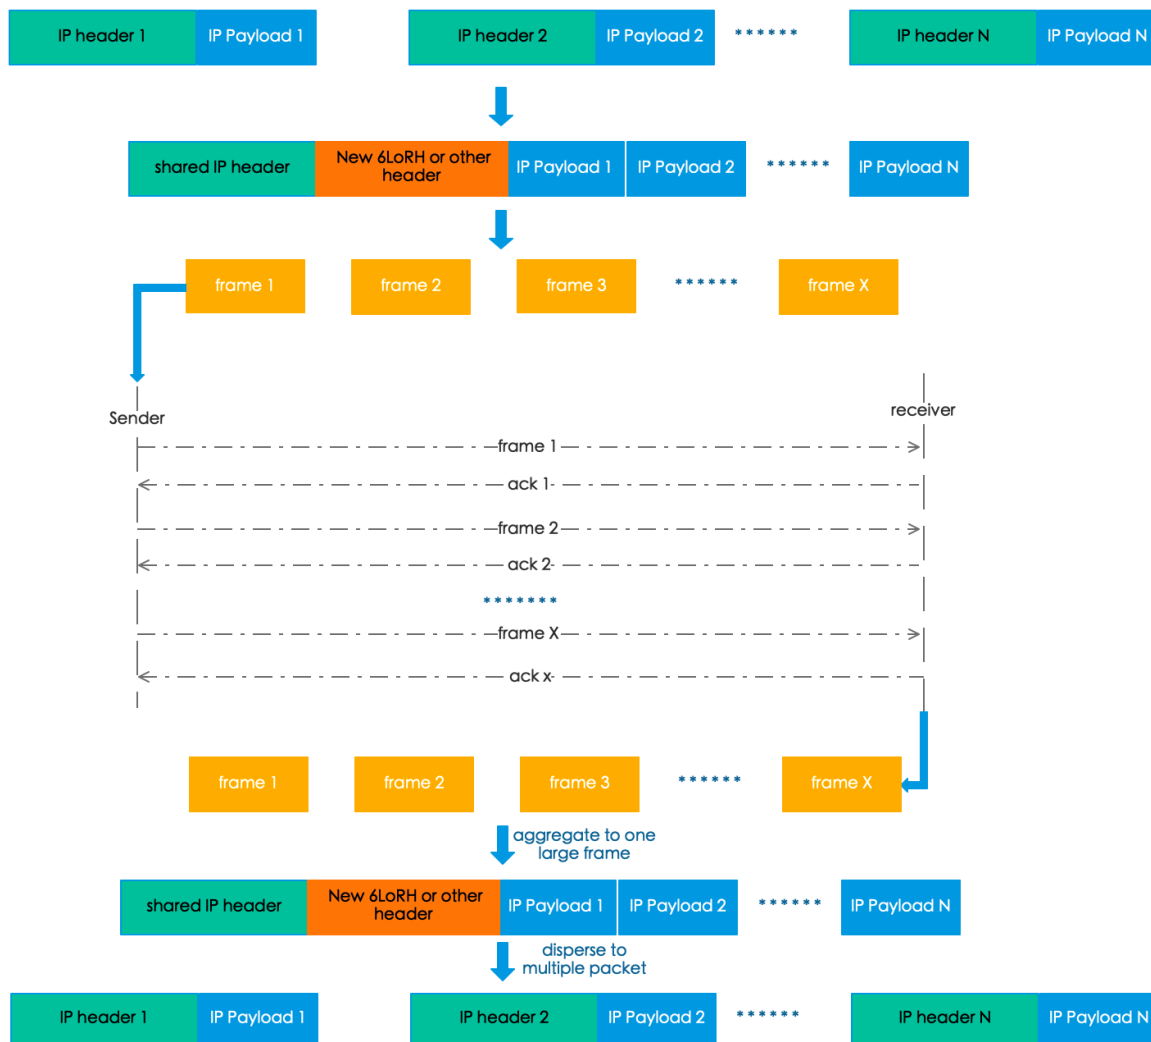 IP header 1 IP Payload 1 IP header 2 IP Payload 2 ****** IP header N IP Payload N
shared IP header New 6LoRH or other
header IP Payload 1 IP Payload 2 ****** IP Payload N
frame 1 frame 2 frame 3 ****** frame X
Sender receiver
frame 1
ack 1
frame 2
ack 2
*******
frame X
ack x
frame 1 frame 2 frame 3 ****** frame X
aggregate to one
large frame
shared IP header New 6LoRH or other
header IP Payload 1 IP Payload 2 ****** IP Payload N
disperse to
multiple packet
IP header 1 IP Payload 1 IP header 2 IP Payload 2 ****** IP header N IP Payload N